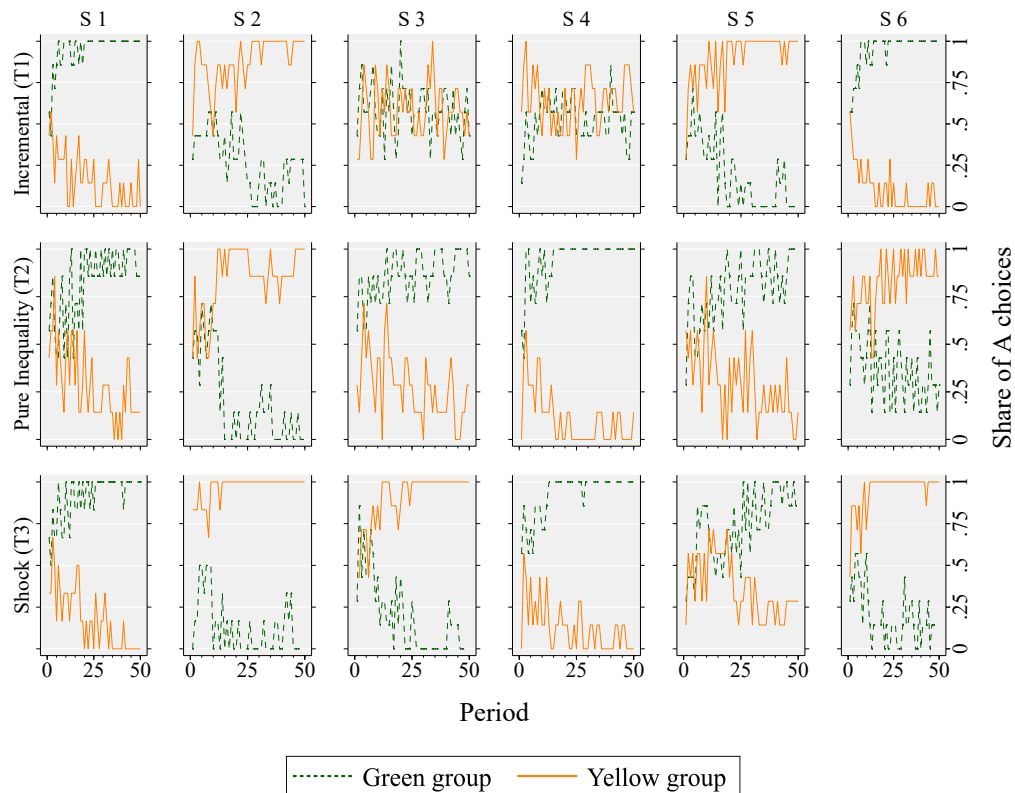 S 1 S 2 S 3 S 4 S 5 S 6
Incremental (T1)
0 .25 .5 .75 1
Pure Inequality (T2)
0 .25 .5 .75 1
Shock (T3)
0 .25 .5 .75 1
Share of A choices
0 25 50 0 25 50 0 25 50 0 25 50 0 25 50 0 25 50
Period
Green group Yellow group